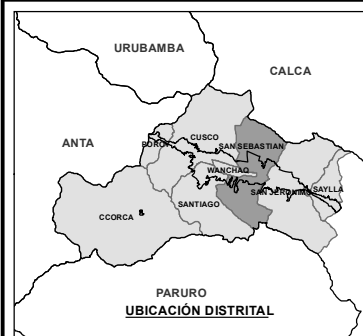 URUBAMBA
CALCA
ANTA
CUSCO
POROY
SAN SEBASTIAN
WANCHAQ
SAN JERONIMO
SAYLLA
SANTIAGO
CCORCA
PARURO
UBICACIÓN DISTRITAL